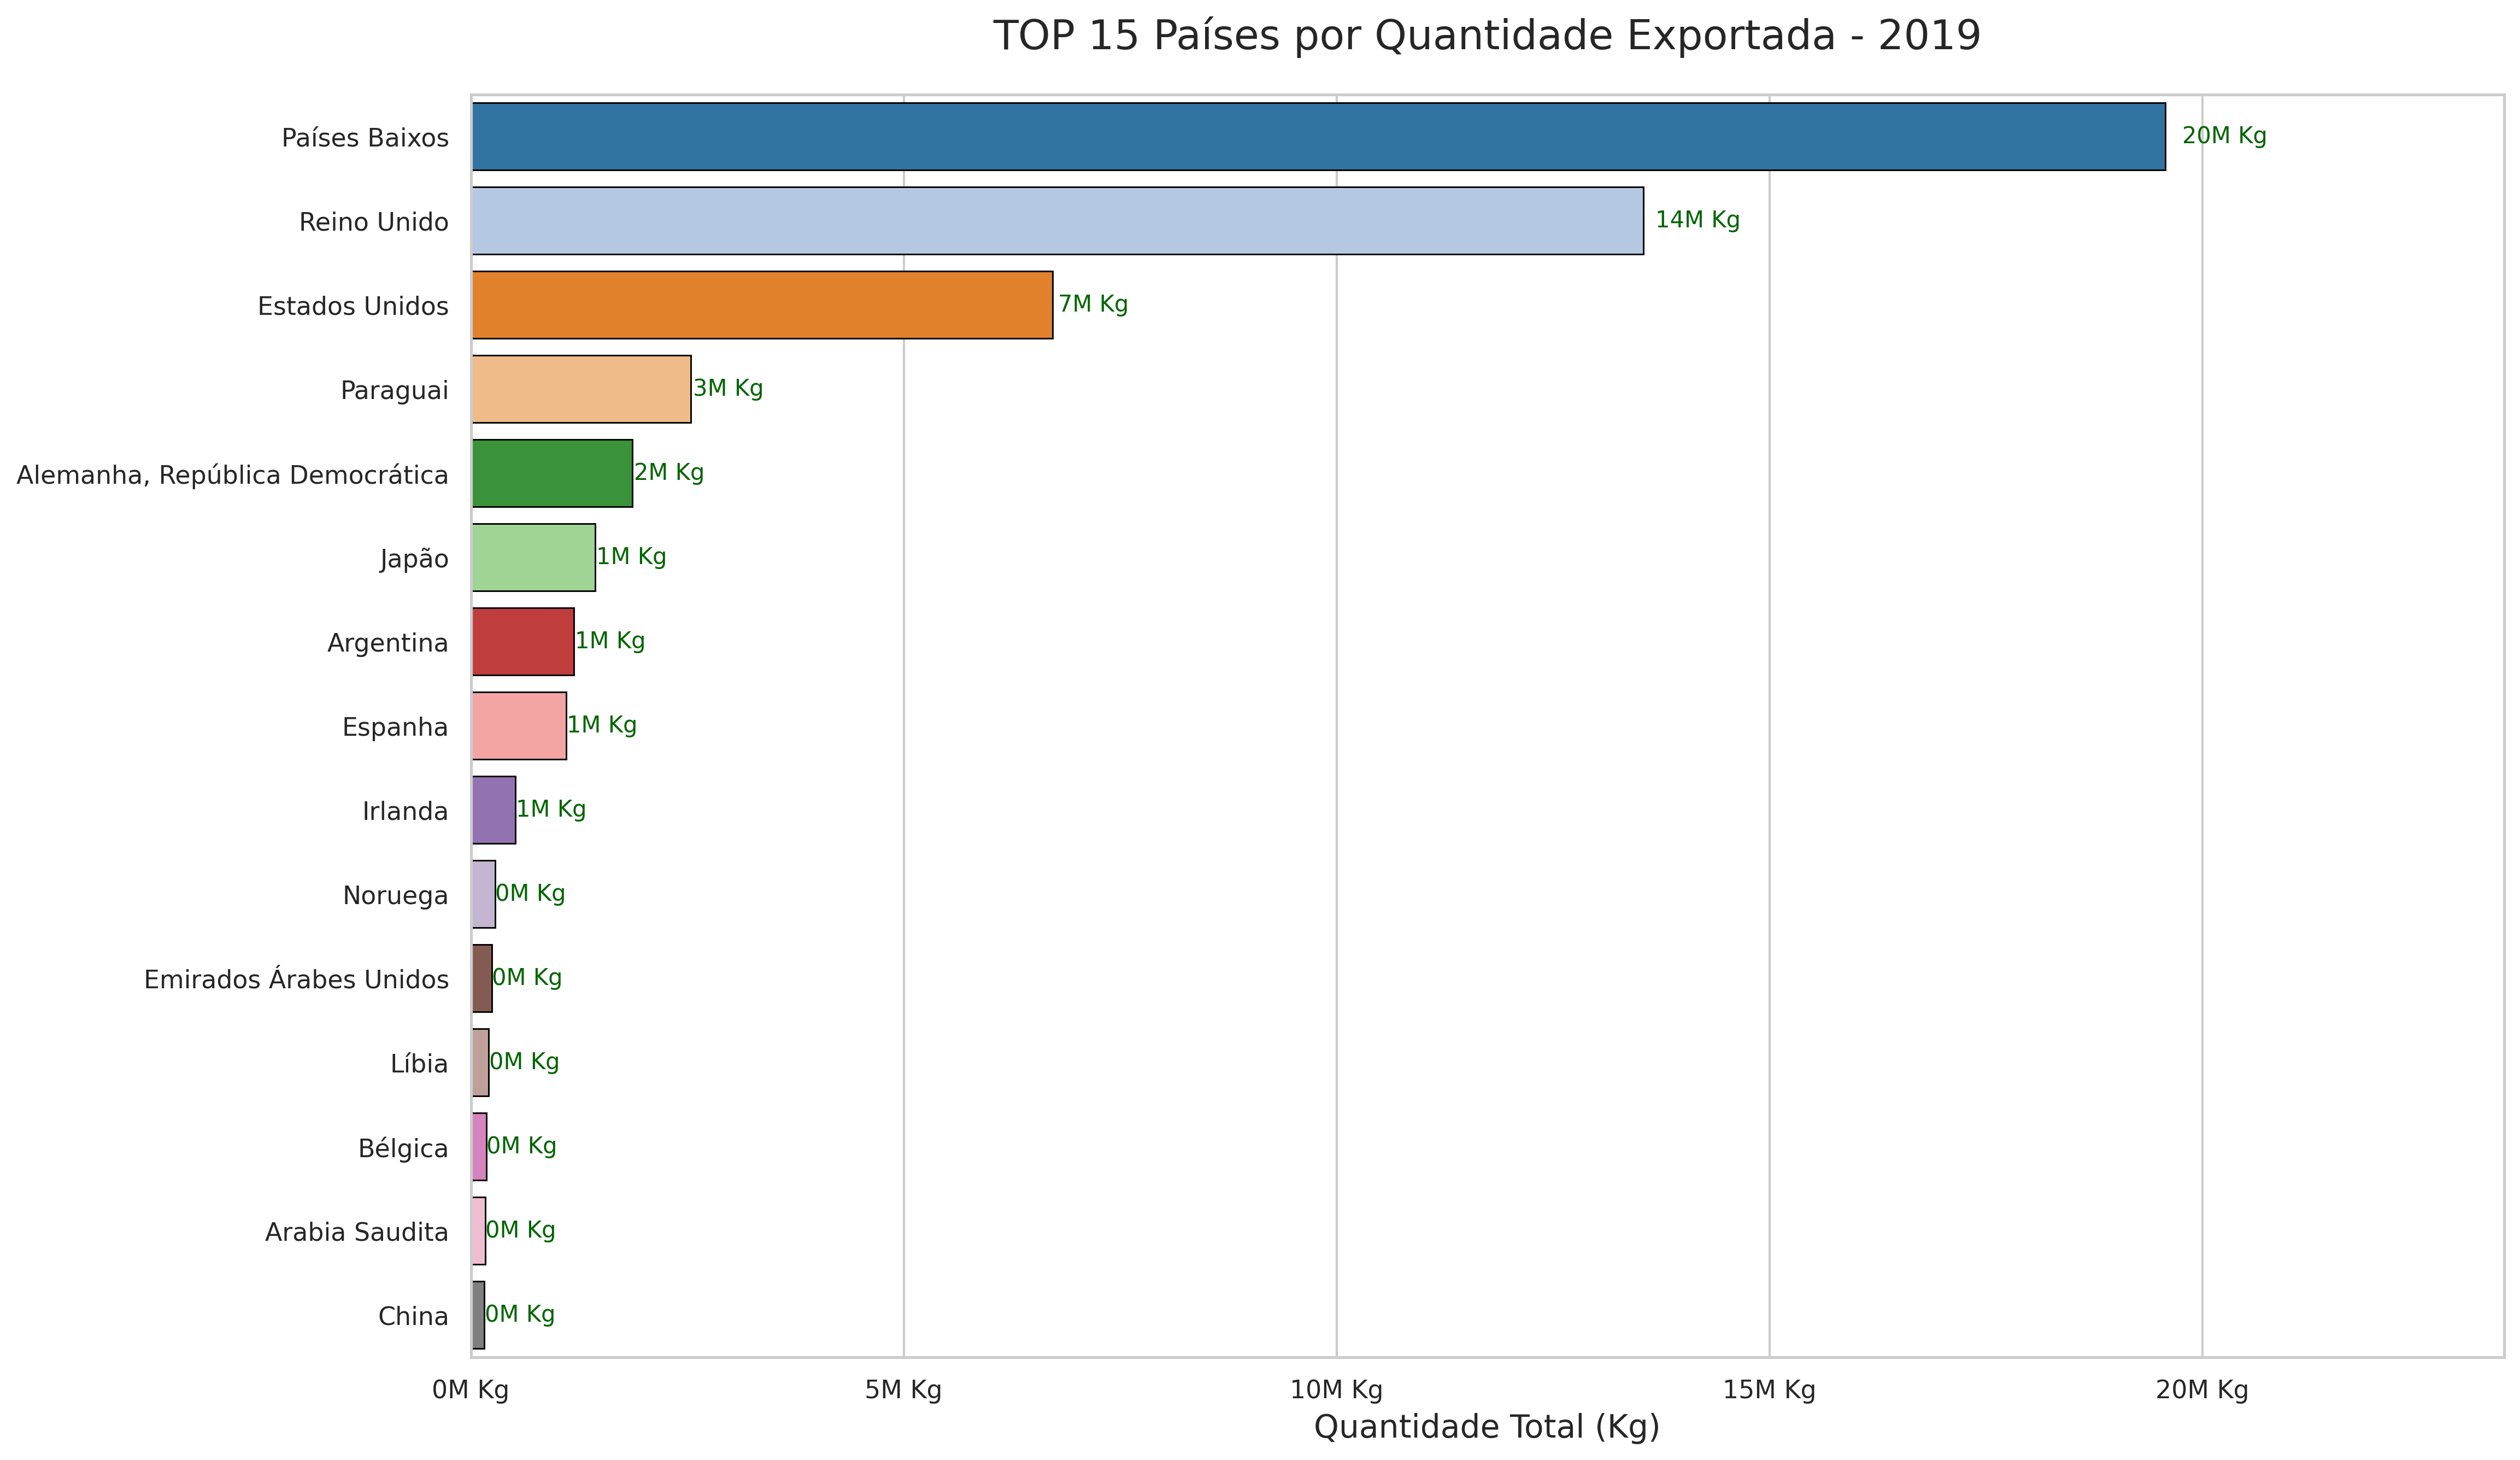 TOP 15 Países por Quantidade Exportada - 2019
Países Baixos 20M Kg
Reino Unido 14M Kg
Estados Unidos 7M Kg
Paraguai 3M Kg
Alemanha, República Democrática 2M Kg
Japão 1M Kg
Argentina 1M Kg
Espanha 1M Kg
Irlanda 1M Kg
Noruega 0M Kg
Emirados Árabes Unidos 0M Kg
Líbia 0M Kg
Bélgica 0M Kg
Arabia Saudita 0M Kg
China 0M Kg
0M Kg 5M Kg 10M Kg 15M Kg 20M Kg
Quantidade Total (Kg)